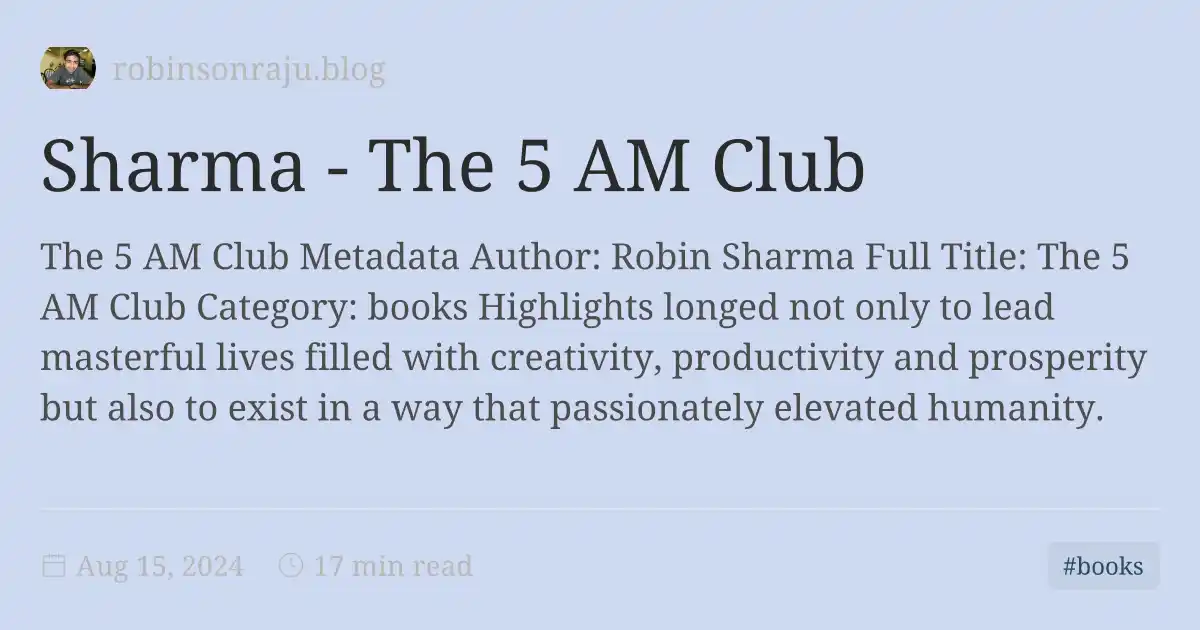 robinsonraju.blog
Sharma - The 5 AM Club
The 5 AM Club Metadata Author: Robin Sharma Full Title: The 5
AM Club Category: books Highlights longed not only to lead
masterful lives filled with creativity, productivity and prosperity
but also to exist in a way that passionately elevated humanity.
Aug 15, 2024 17 min read #books